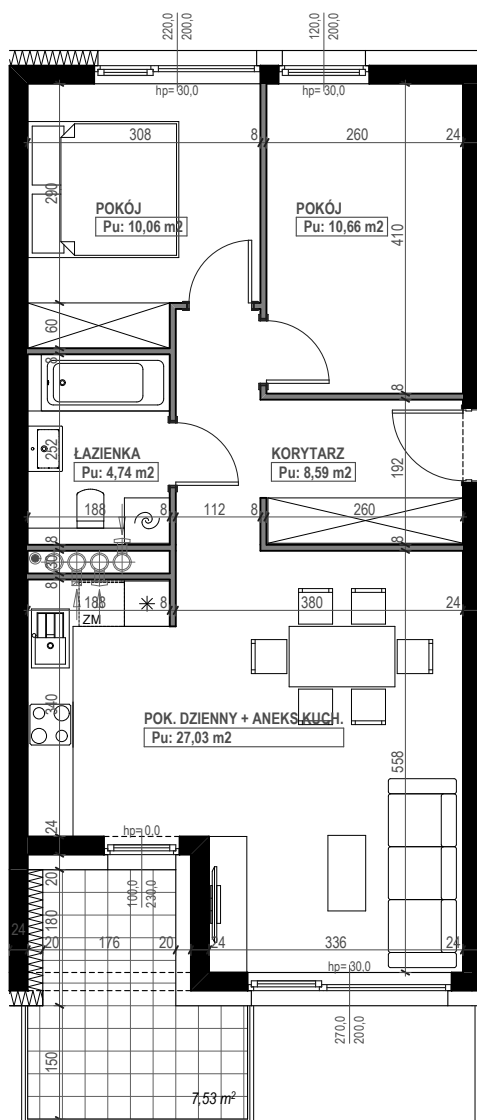 220,0
200,0
120,0
200,0
hp= 30,0
hp= 30,0
308
8
260
24
290
POKÓJ
Pu: 10,06 m2
POKÓJ
Pu: 10,66 m2
410
60
8
8
252
ŁAZIENKA
Pu: 4,74 m2
KORYTARZ
Pu: 8,59 m2
192
188
8
112
8
260
8
30
8
8
188
8
380
24
ZM
340
POK. DZIENNY + ANEKS KUCH.
Pu: 27,03 m2
558
24
hp= 0,0
20
100,0
230,0
180
24
20
176
20
24
336
24
hp= 30,0
270,0
200,0
150
7,53 m²